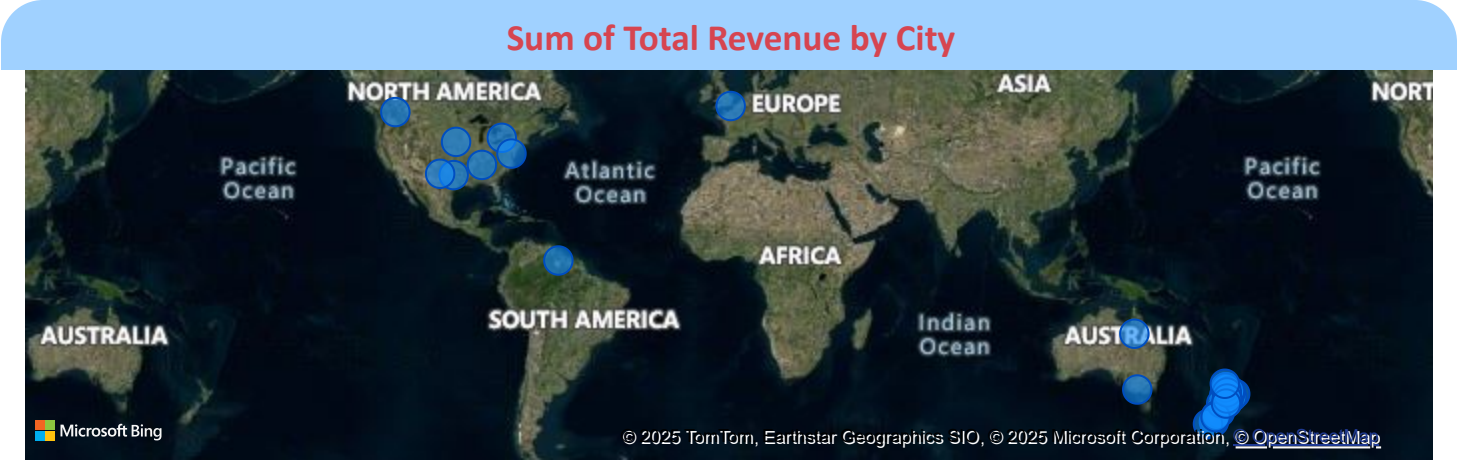 Sum of Total Revenue by City
NORTH AMERICA
EUROPE
ASIA
NORT
Pacific
Ocean
Atlantic
Ocean
Pacific
Ocean
AFRICA
SOUTH AMERICA
Indian
Ocean
AUSTRALIA
AUSTRALIA
Microsoft Bing
© 2025 TomTom, Earthstar Geographics SIO, © 2025 Microsoft Corporation, © OpenStreetMap